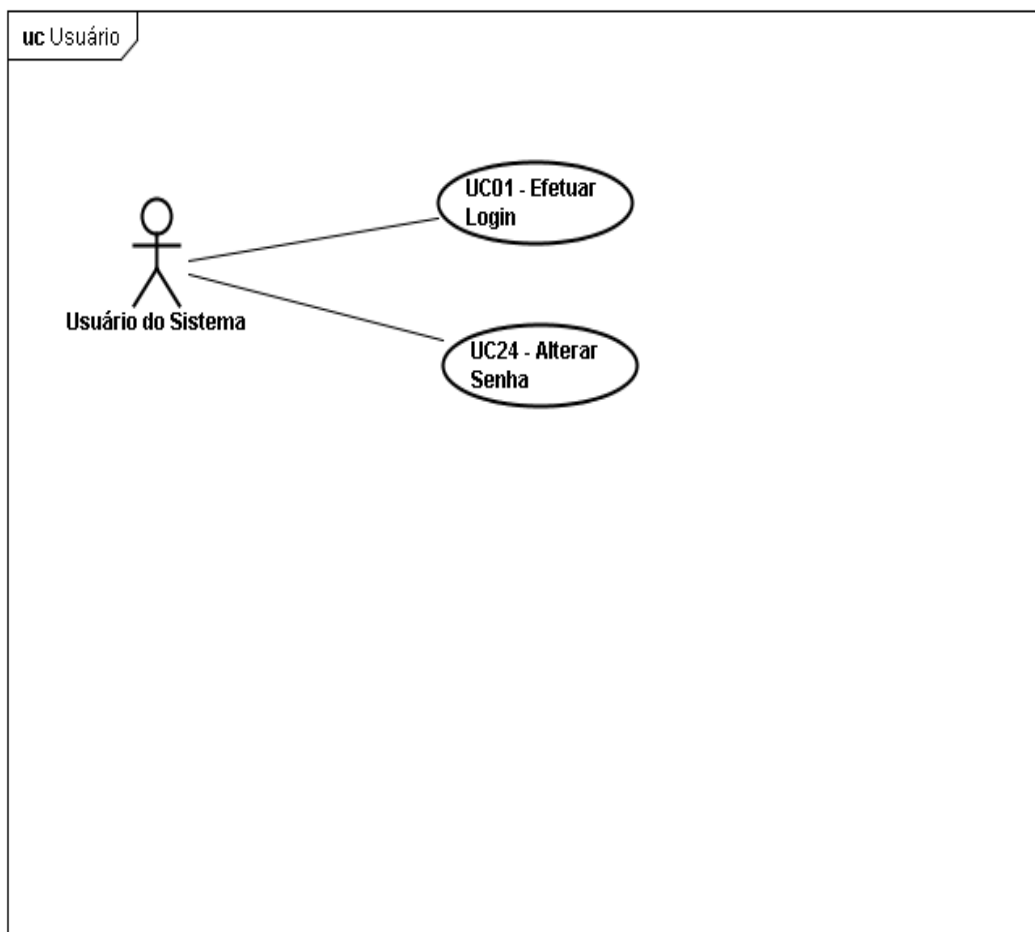 uc Usuário
UC01 - Efetuar
Login
Usuário do Sistema
UC24 - Alterar
Senha